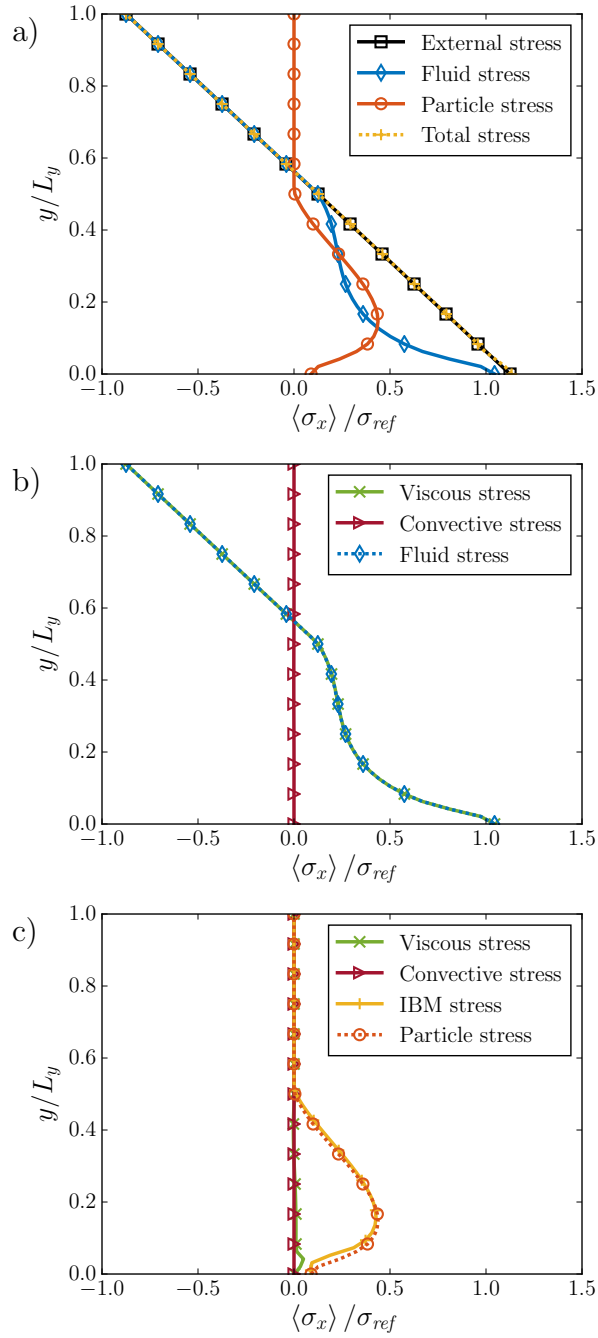 a)
External stress
Fluid stress
Particle stress
Total stress
y/L_y
1.0
0.8
0.6
0.4
0.2
0.0
−1.0 −0.5 0.0 0.5 1.0 1.5
⟨σ_x⟩ /σ_ref
b)
Viscous stress
Convective stress
Fluid stress
y/L_y
1.0
0.8
0.6
0.4
0.2
0.0
−1.0 −0.5 0.0 0.5 1.0 1.5
⟨σ_x⟩ /σ_ref
c)
Viscous stress
Convective stress
IBM stress
Particle stress
y/L_y
1.0
0.8
0.6
0.4
0.2
0.0
−1.0 −0.5 0.0 0.5 1.0 1.5
⟨σ_x⟩ /σ_ref